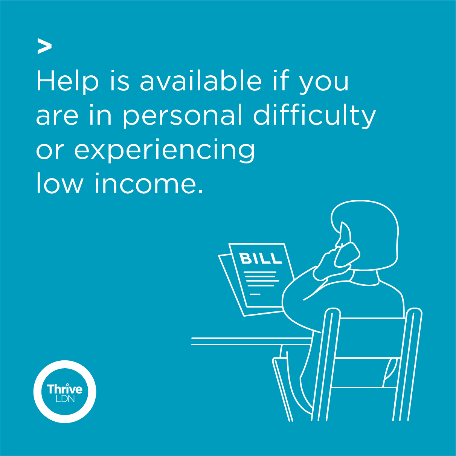 >
Help is available if you
are in personal difficulty
or experiencing
low income.
BILL
Thrive
LDN